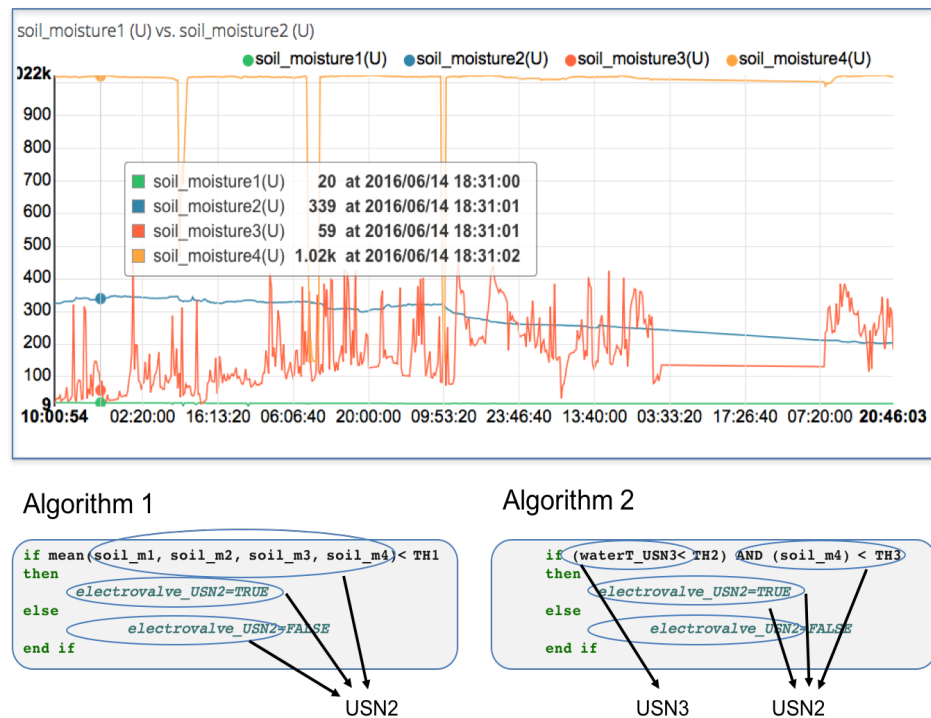 soil_moisture1 (U) vs. soil_moisture2 (U)
soil_moisture1(U) soil_moisture2(U) soil_moisture3(U) soil_moisture4(U)
022k
900
800
700
600
500
400
300
200
100
9
soil_moisture1(U) 20 at 2016/06/14 18:31:00
soil_moisture2(U) 339 at 2016/06/14 18:31:01
soil_moisture3(U) 59 at 2016/06/14 18:31:01
soil_moisture4(U) 1.02k at 2016/06/14 18:31:02
10:00:54 02:20:00 16:13:20 06:06:40 20:00:00 09:53:20 23:46:40 13:40:00 03:33:20 17:26:40 07:20:00 20:46:03
Algorithm 1
if mean(soil_m1, soil_m2, soil_m3, soil_m4)< TH1
then
electrovalve_USN2=TRUE
else
electrovalve_USN2=FALSE
end if
USN2
Algorithm 2
if (waterT_USN3< TH2) AND (soil_m4) < TH3
then
electrovalve_USN2=TRUE
else
electrovalve_USN2=FALSE
end if
USN3 USN2